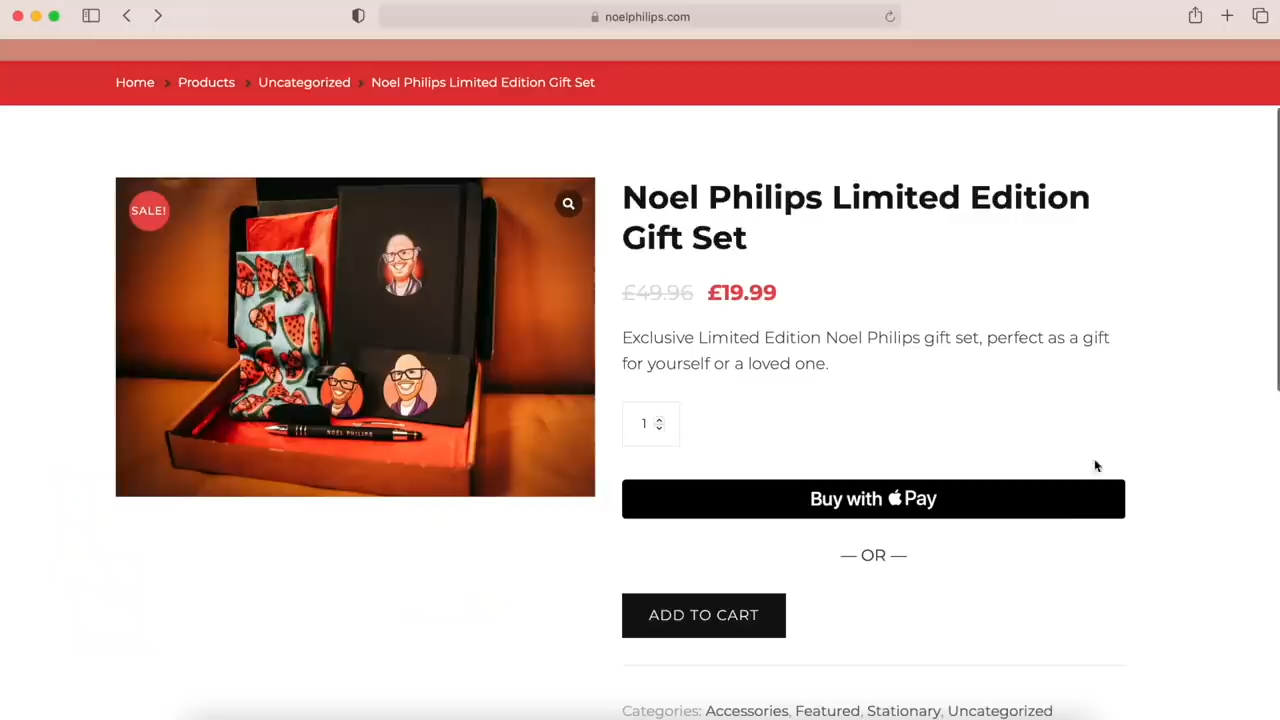 noelphilips.com
Home > Products > Uncategorized > Noel Philips Limited Edition Gift Set
SALE!
NOEL PHILIPS
Noel Philips Limited Edition
Gift Set
£49.96 £19.99
Exclusive Limited Edition Noel Philips gift set, perfect as a gift
for yourself or a loved one.
1
Buy with Pay
— OR —
ADD TO CART
Categories: Accessories, Featured, Stationary, Uncategorized